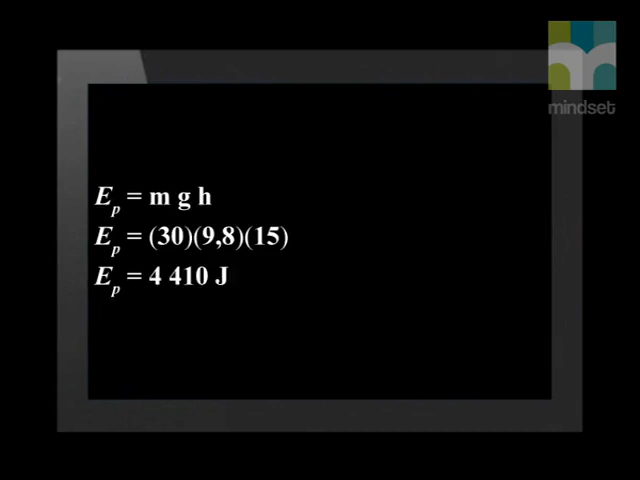 mindset
Ep = m g h
Ep = (30)(9,8)(15)
Ep = 4 410 J